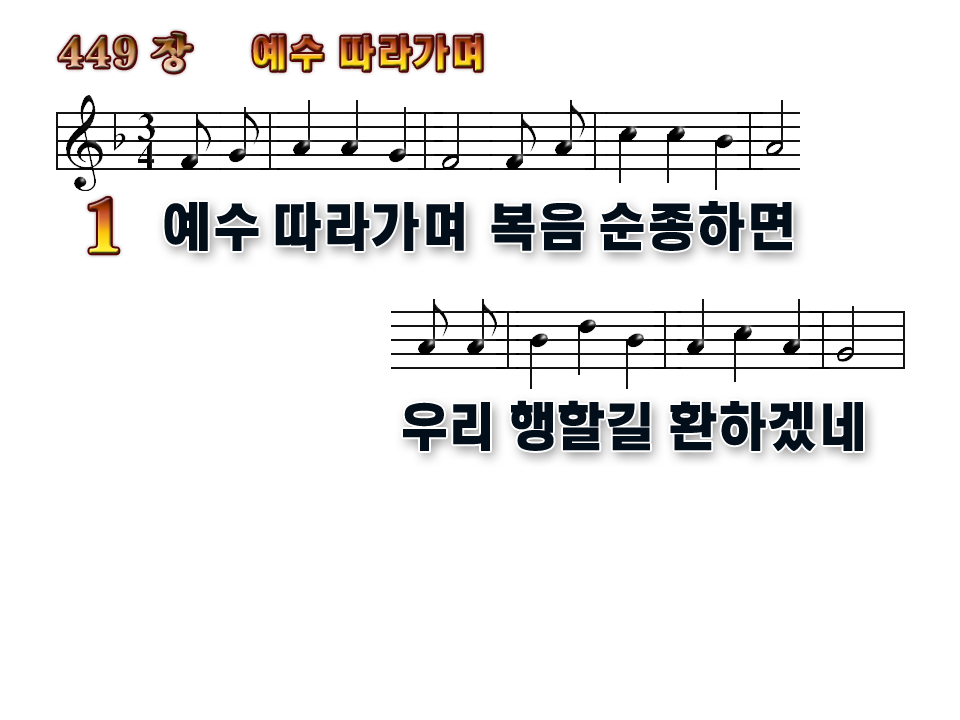 449 장 예수 따라가며
3
4
1 예수 따라가며 복음 순종하면
우리 행할길 환하겠네